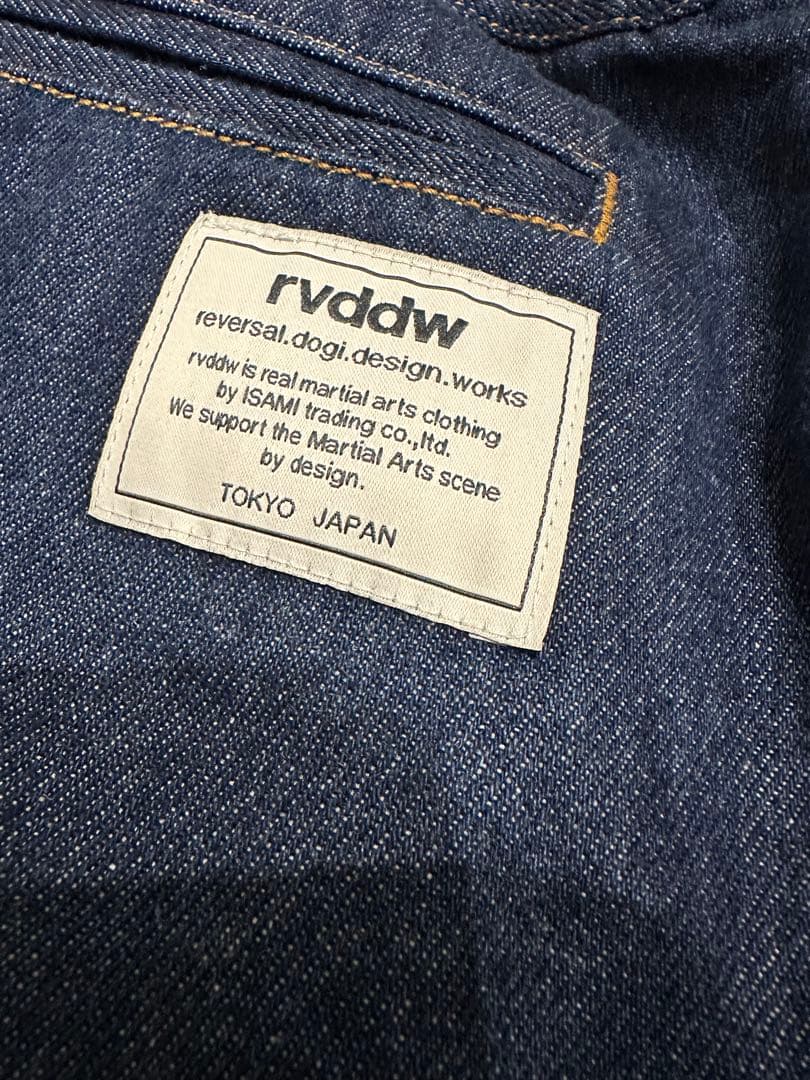 rvddw
reversal.dogi.design.works
rvddw is real martial arts clothing
by ISAMI trading co.,ltd.
We support the Martial Arts scene
by design.
TOKYO JAPAN